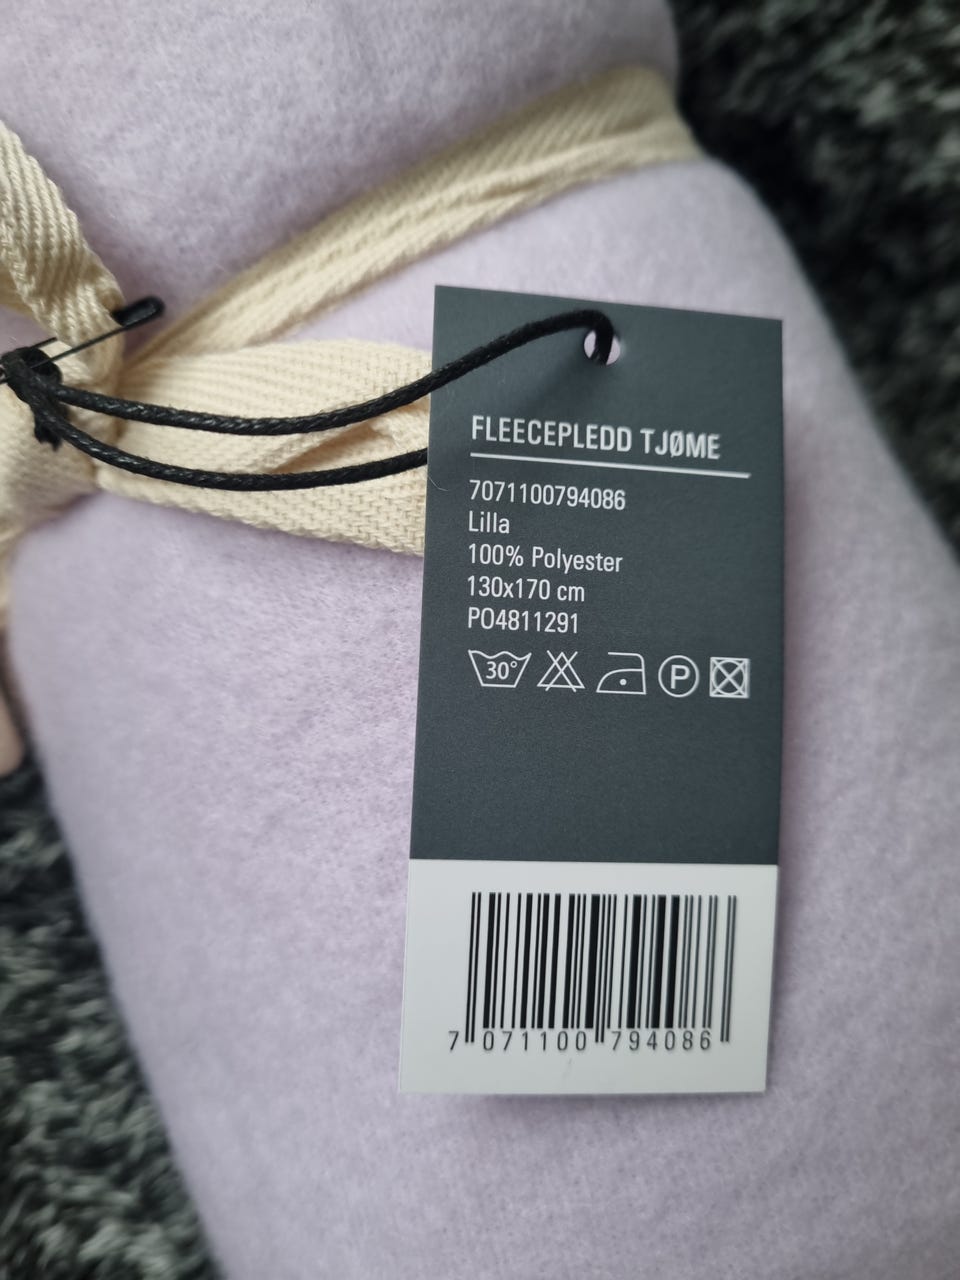 FLEECEPLEDD TJØME
7071100794086
Lilla
100% Polyester
130x170 cm
PO4811291
30°
P
7 071100 794086